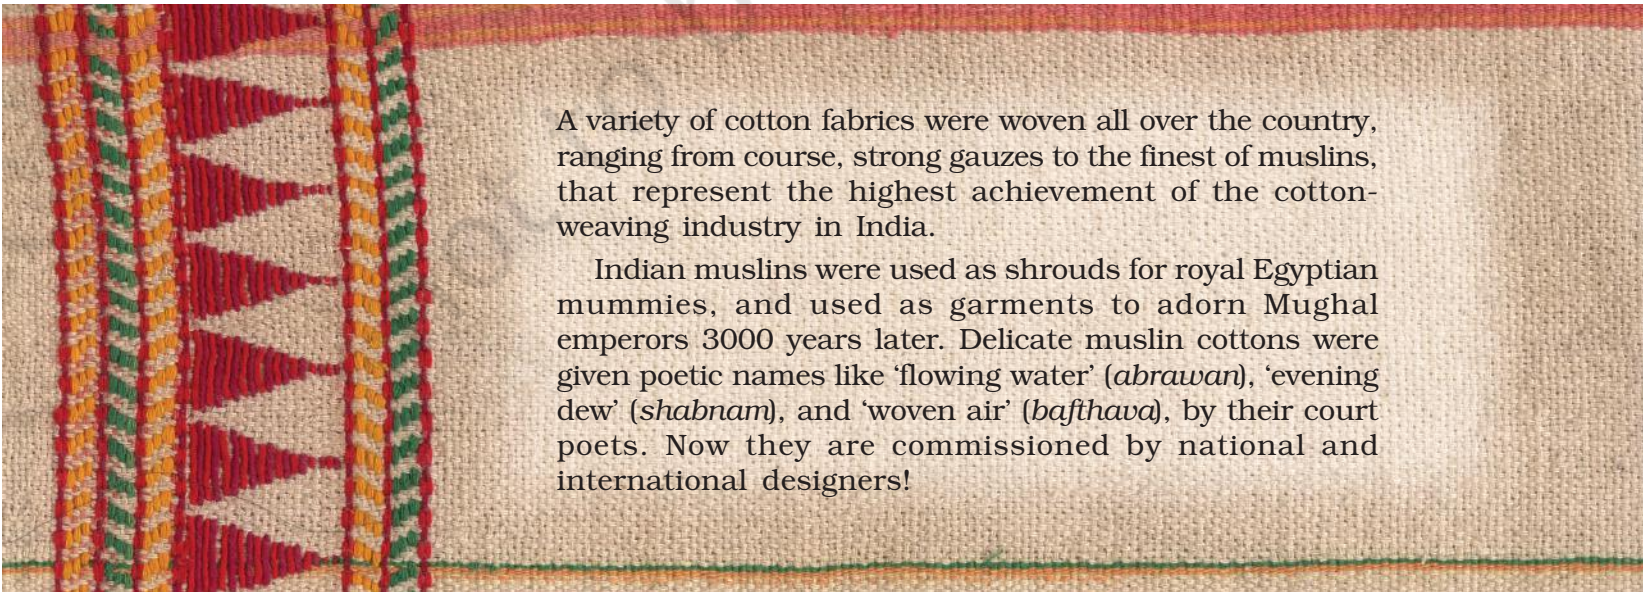 A variety of cotton fabrics were woven all over the country,
ranging from course, strong gauzes to the finest of muslins,
that represent the highest achievement of the cotton-
weaving industry in India.
Indian muslins were used as shrouds for royal Egyptian
mummies, and used as garments to adorn Mughal
emperors 3000 years later. Delicate muslin cottons were
given poetic names like ‘flowing water’ (abrawan), ‘evening
dew’ (shabnam), and ‘woven air’ (bafthava), by their court
poets. Now they are commissioned by national and
international designers!